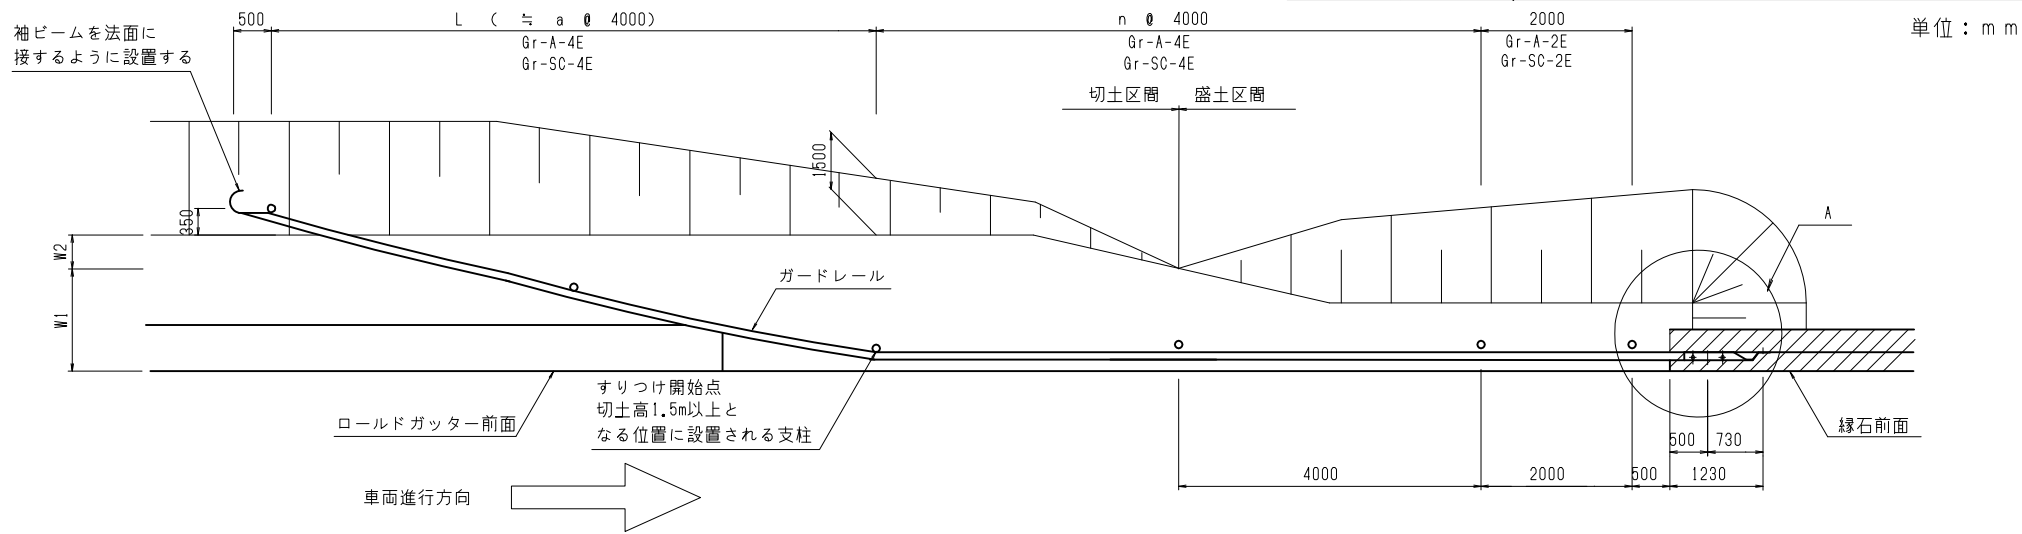 500
L ( ≒ a @ 4000)
n @ 4000
2000
単位：mm
袖ビームを法面に
接するように設置する
Gr-A-4E
Gr-SC-4E
Gr-A-4E
Gr-SC-4E
Gr-A-2E
Gr-SC-2E
切土区間
盛土区間
1500
350
A
W2
W1
ガードレール
すりつけ開始点
切土高1.5m以上と
なる位置に設置される支柱
ロールドガッター前面
縁石前面
500
730
4000
2000
500
1230
車両進行方向